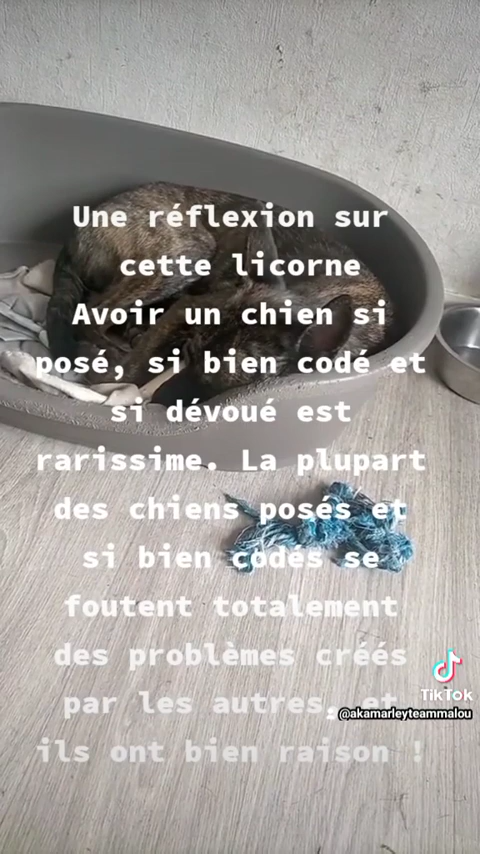 Une réflexion sur
cette licorne
Avoir un chien si
posé, si bien codé et
si dévoué est
rarissime. La plupart
des chiens posés et
si bien codés se
foutent totalement
des problèmes créés
par les autres, et
ils ont bien raison !
TikTok
@akamarleyteammalou